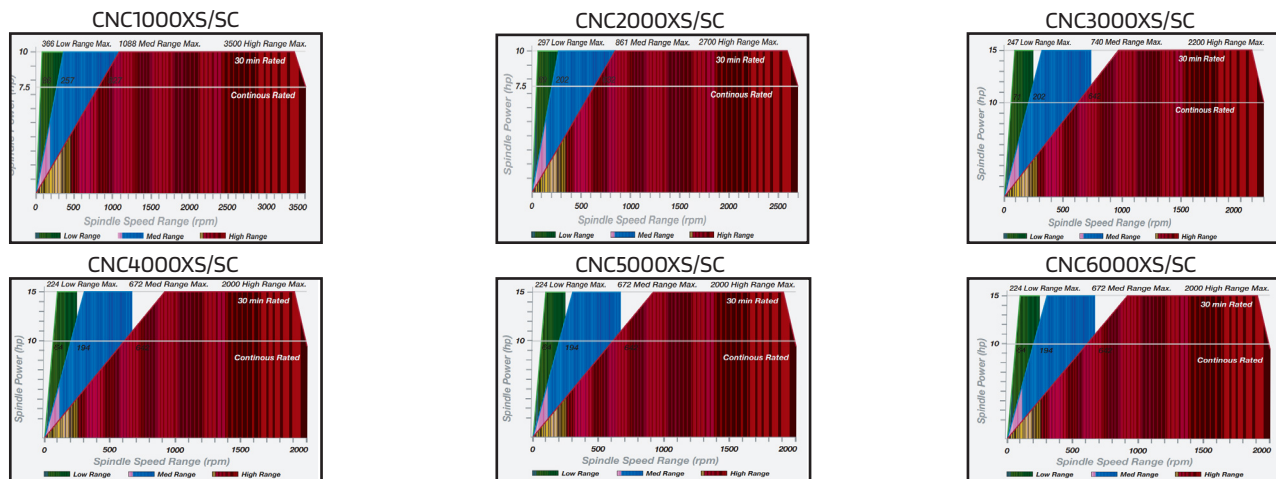 CNC1000XS/SC
366 Low Range Max. 1088 Med Range Max. 3500 High Range Max.
10
30 min Rated
257
7.5
Continous Rated
Spindle Power (hp)
0 500 1000 1500 2000 2500 3000 3500
Spindle Speed Range (rpm)
Low Range Med Range High Range
CNC2000XS/SC
297 Low Range Max. 861 Med Range Max. 2700 High Range Max.
10
30 min Rated
202
7.5
Continous Rated
Spindle Power (hp)
0 500 1000 1500 2000 2500
Spindle Speed Range (rpm)
Low Range Med Range High Range
CNC3000XS/SC
247 Low Range Max. 740 Med Range Max. 2200 High Range Max.
15
30 min Rated
202
10
Continous Rated
Spindle Power (hp)
0 500 1000 1500 2000
Spindle Speed Range (rpm)
Low Range Med Range High Range
CNC4000XS/SC
224 Low Range Max. 672 Med Range Max. 2000 High Range Max.
15
30 min Rated
10
64 194
Continous Rated
Spindle Power (hp)
0 500 1000 1500 2000
Spindle Speed Range (rpm)
Low Range Med Range High Range
CNC5000XS/SC
224 Low Range Max. 672 Med Range Max. 2000 High Range Max.
15
30 min Rated
10
64 194
Continous Rated
Spindle Power (hp)
0 500 1000 1500 2000
Spindle Speed Range (rpm)
Low Range Med Range High Range
CNC6000XS/SC
224 Low Range Max. 672 Med Range Max. 2000 High Range Max.
15
30 min Rated
10
64 194
Continous Rated
Spindle Power (hp)
0 500 1000 1500 2000
Spindle Speed Range (rpm)
Low Range Med Range High Range